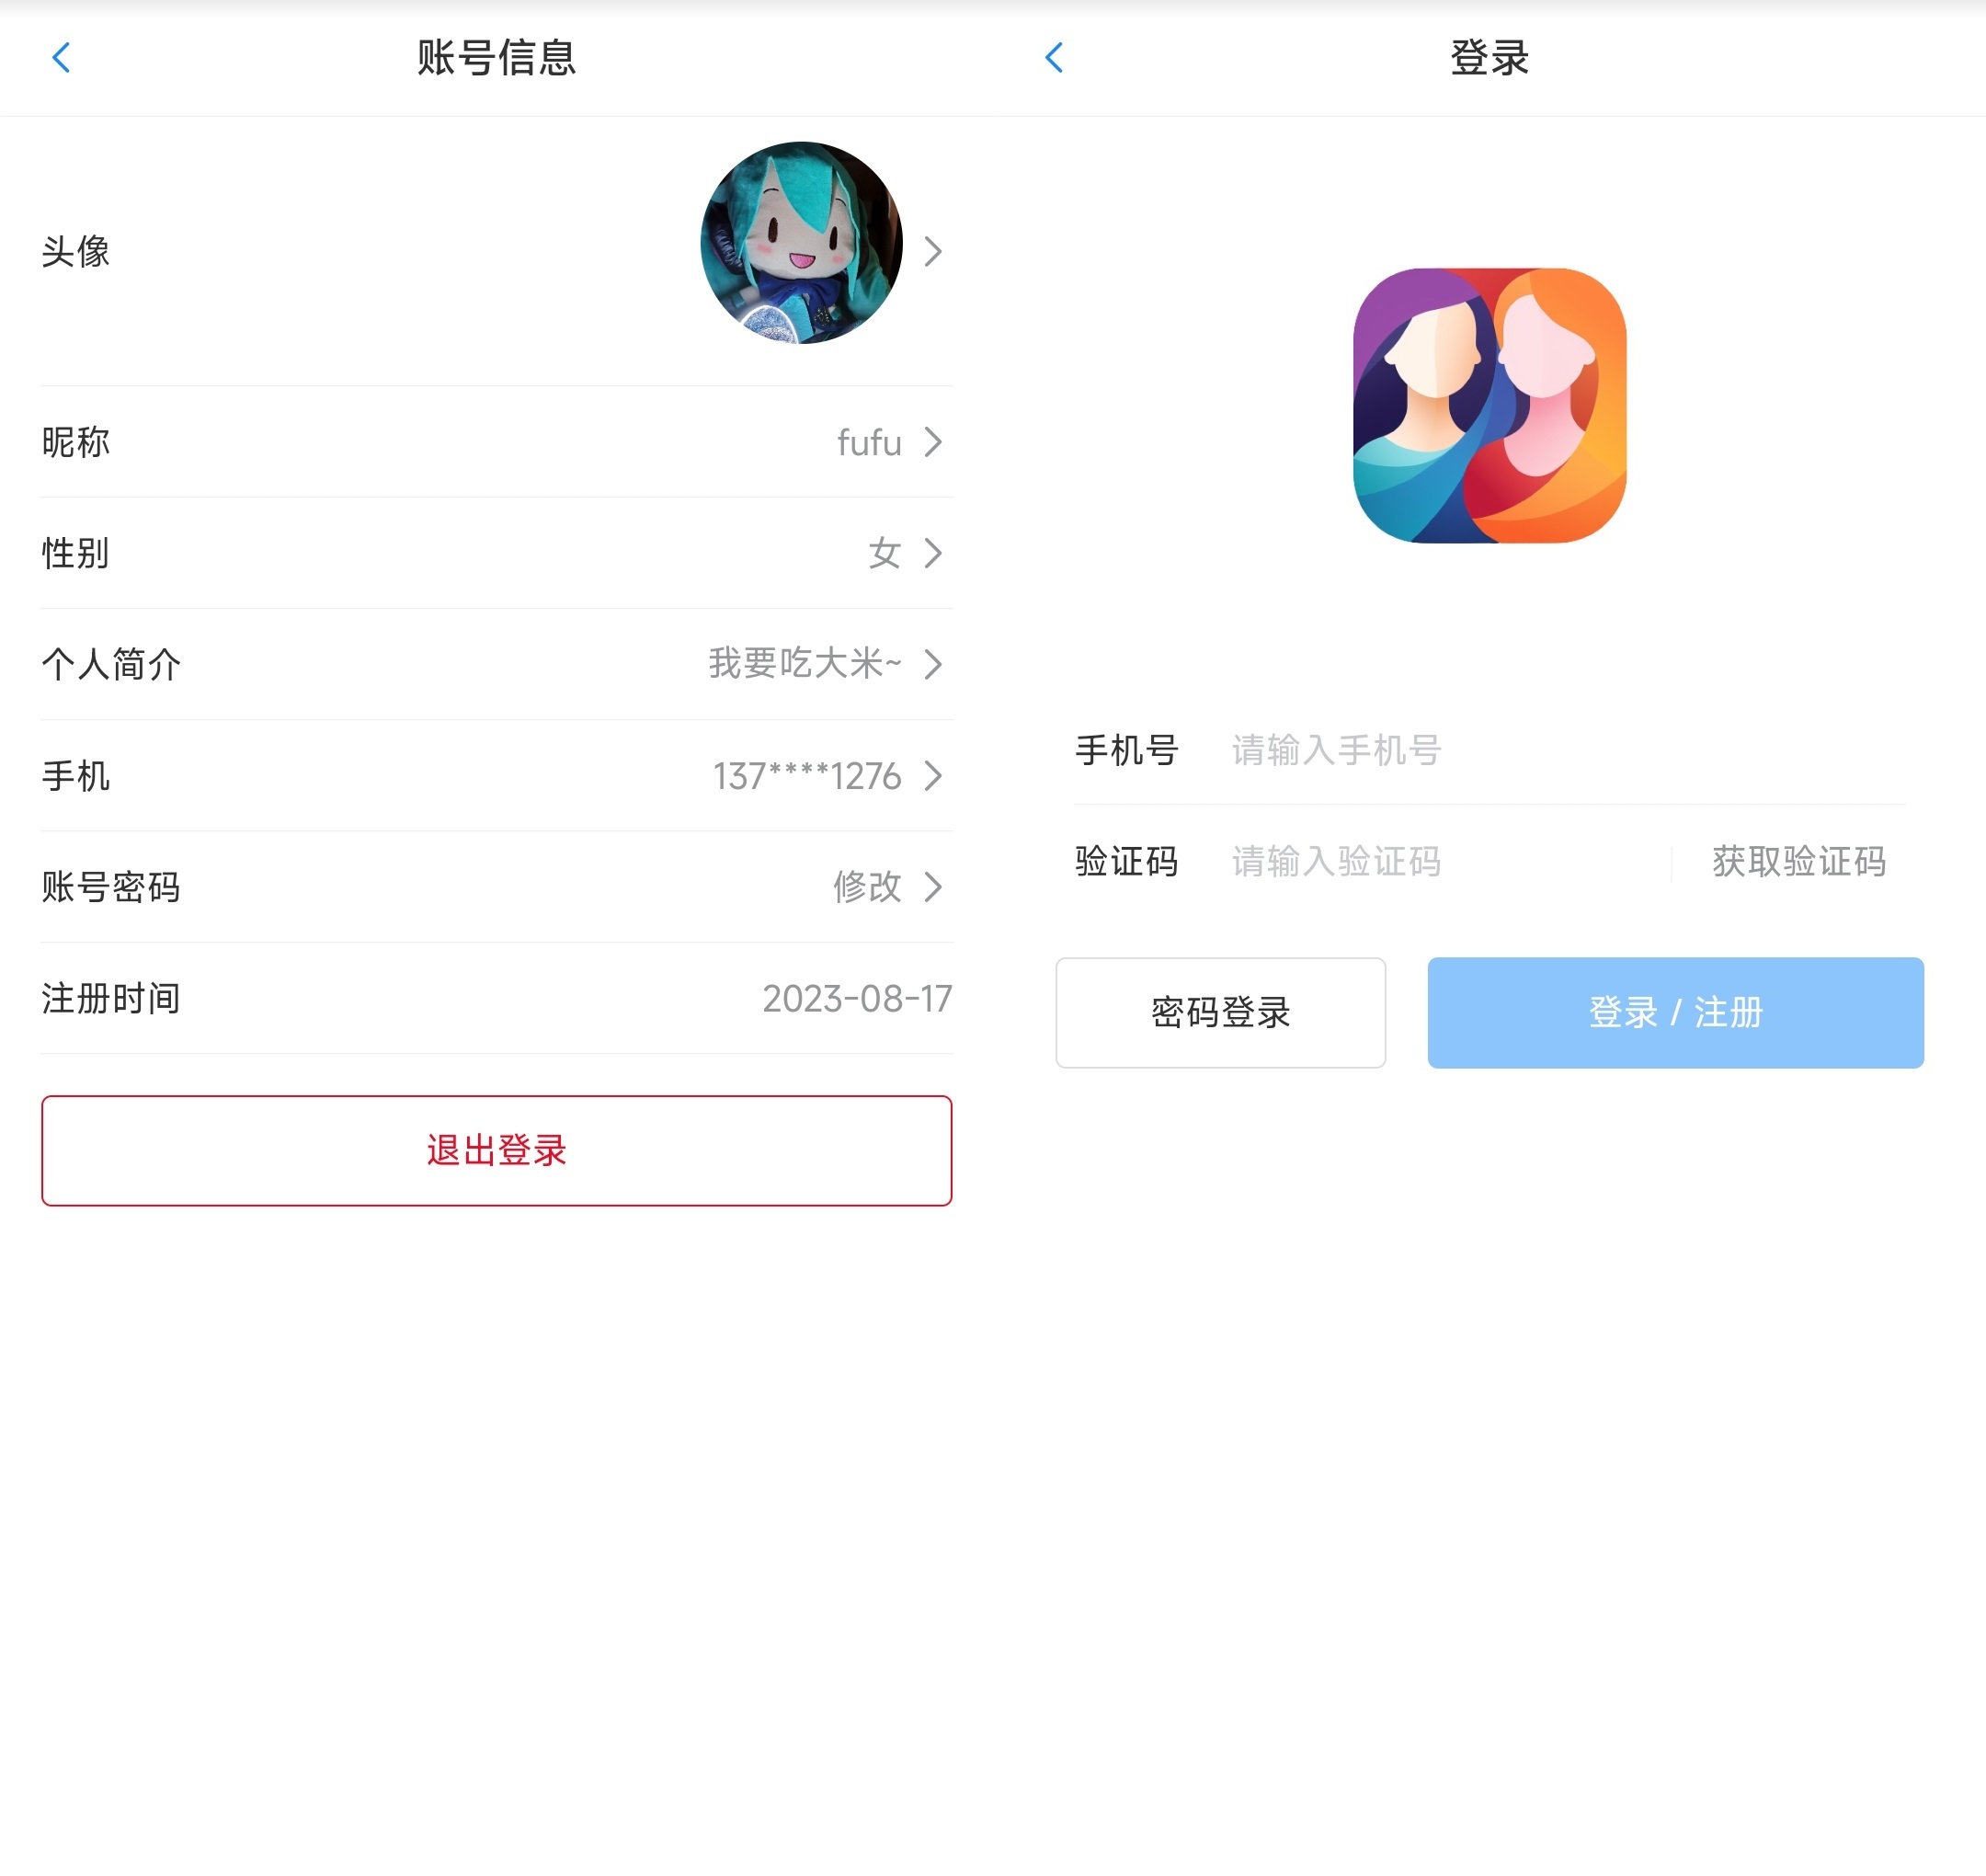 账号信息
头像
昵称 fufu
性别 女
个人简介 我要吃大米~
手机 137****1276
账号密码 修改
注册时间 2023-08-17
退出登录
登录
手机号 请输入手机号
验证码 请输入验证码 获取验证码
密码登录 登录 / 注册